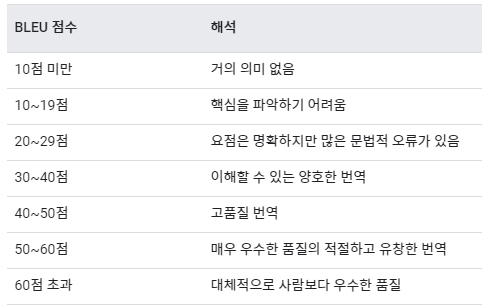 BLEU 점수 해석
10점 미만 거의 의미 없음
10~19점 핵심을 파악하기 어려움
20~29점 요점은 명확하지만 많은 문법적 오류가 있음
30~40점 이해할 수 있는 양호한 번역
40~50점 고품질 번역
50~60점 매우 우수한 품질의 적절하고 유창한 번역
60점 초과 대체적으로 사람보다 우수한 품질